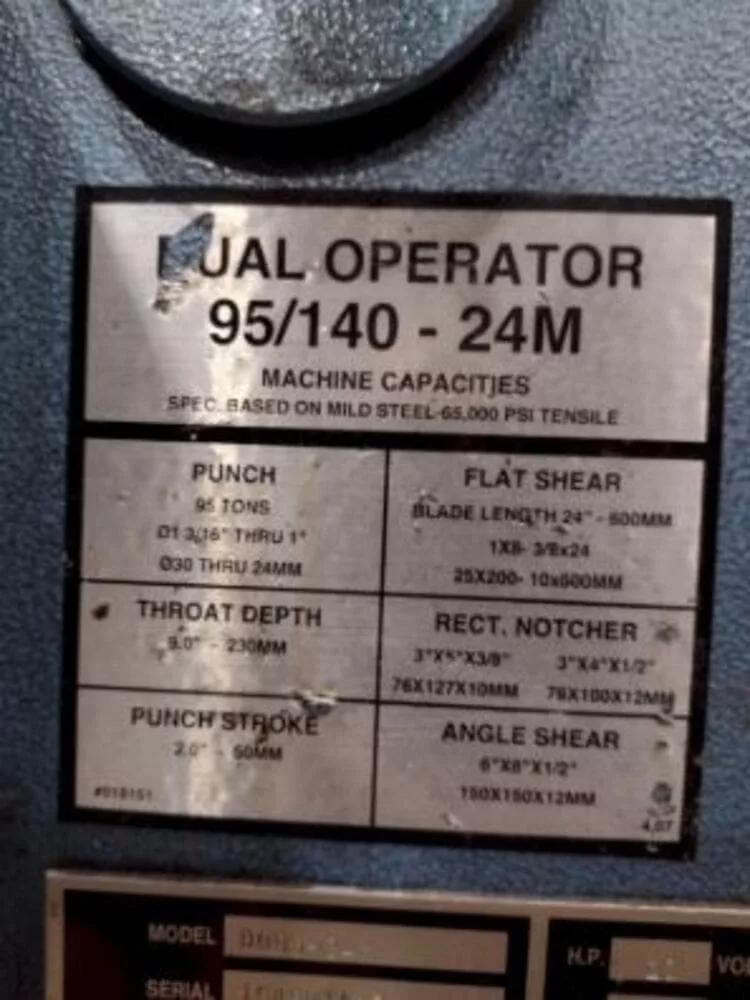 DUAL OPERATOR
95/140 - 24M
MACHINE CAPACITIES
SPEC. BASED ON MILD STEEL-65,000 PSI TENSILE
PUNCH
95 TONS
Ø1 3/16" THRU 1"
Ø30 THRU 24MM
FLAT SHEAR
BLADE LENGTH 24" - 600MM
1X8- 3/8x24
25X200- 10x600MM
THROAT DEPTH
9.0" - 230MM
RECT. NOTCHER
3"X5"X3/8" 3"X4"X1/2"
76X127X10MM 76X100X12MM
PUNCH STROKE
2.0" - 50MM
#018151
ANGLE SHEAR
6"X6"X1/2"
150X150X12MM
4.07
MODEL
H.P.
SERIAL